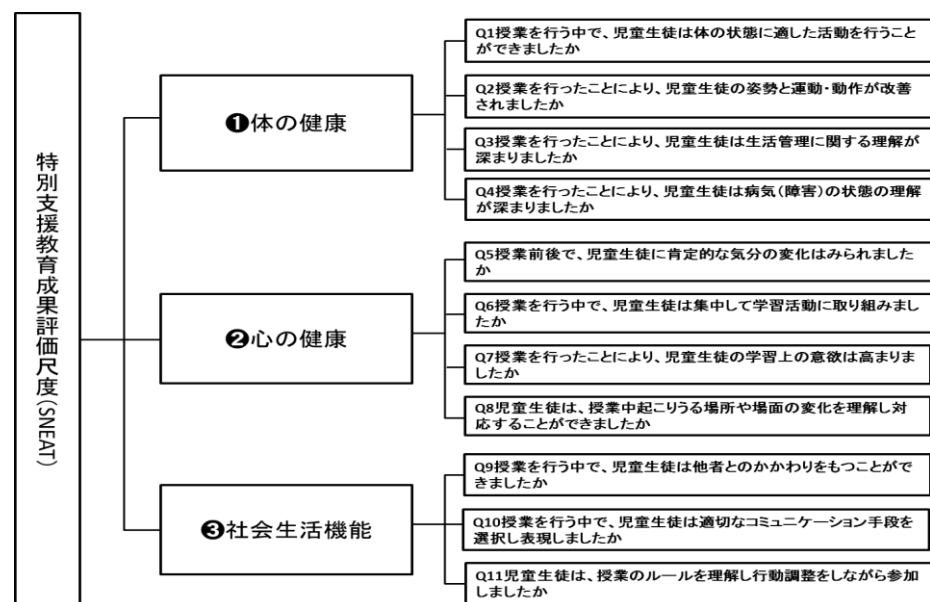 特別支援教育成果評価尺度(SNEAT)
❶体の健康
Q1授業を行う中で、児童生徒は体の状態に適した活動を行うこと
ができましたか
Q2授業を行ったことにより、児童生徒の姿勢と運動・動作が改善
されましたか
Q3授業を行ったことにより、児童生徒は生活管理に関する理解が
深まりましたか
Q4授業を行ったことにより、児童生徒は病気(障害)の状態の理解
が深まりましたか
❷心の健康
Q5授業前後で、児童生徒に肯定的な気分の変化はみられました
か
Q6授業を行う中で、児童生徒は集中して学習活動に取り組みまし
たか
Q7授業を行ったことにより、児童生徒の学習上の意欲は高まりま
したか
Q8児童生徒は、授業中起こりうる場所や場面の変化を理解し対
応することができましたか
❸社会生活機能
Q9授業を行う中で、児童生徒は他者とのかかわりをもつことがで
きましたか
Q10授業を行う中で、児童生徒は適切なコミュニケーション手段を
選択し表現しましたか
Q11児童生徒は、授業のルールを理解し行動調整をしながら参加
しましたか